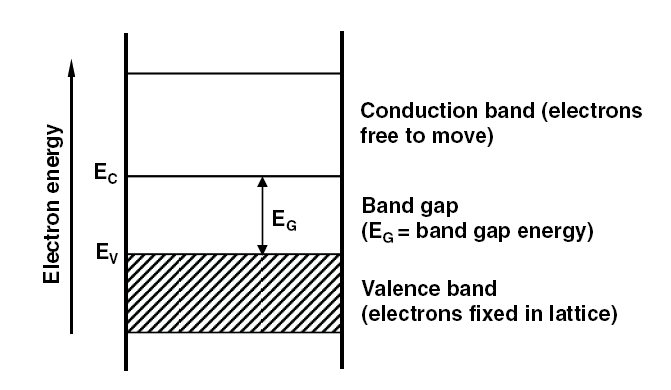 Electron energy
Conduction band (electrons
free to move)
E_C
Band gap
E_G
(E_G = band gap energy)
E_V
Valence band
(electrons fixed in lattice)